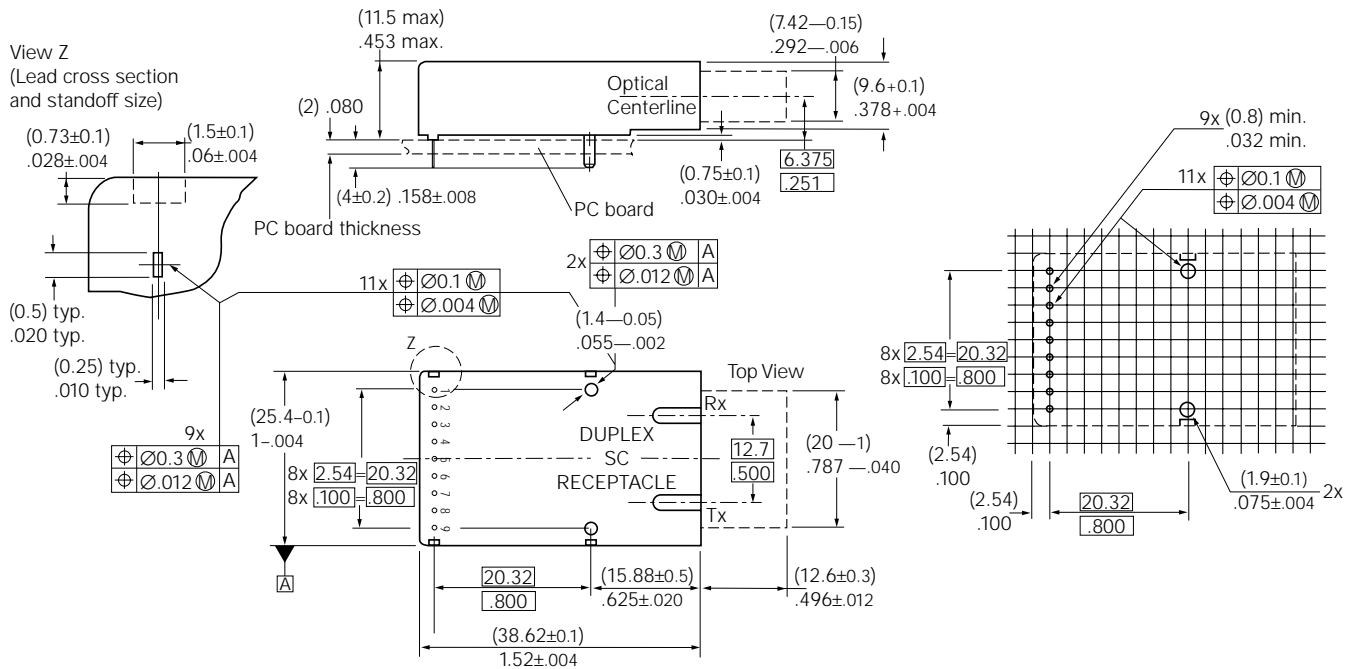 View Z
(Lead cross section
and standoff size)
(0.73±0.1)
.028±.004
(1.5±0.1)
.06±.004
(0.5) typ.
.020 typ.
(0.25) typ.
.010 typ.
9x
⌖ Ø0.3 Ⓜ A
⌖ Ø.012 Ⓜ A
(11.5 max)
.453 max.
(2) .080
(4±0.2) .158±.008
PC board thickness
PC board
Optical
Centerline
(7.42—0.15)
.292—.006
(9.6+0.1)
.378+.004
6.375
.251
(0.75±0.1)
.030±.004
11x ⌖ Ø0.1 Ⓜ
⌖ Ø.004 Ⓜ
2x ⌖ Ø0.3 Ⓜ A
⌖ Ø.012 Ⓜ A
(1.4—0.05)
.055—.002
Z
Top View
(25.4–0.1)
1–.004
8x 2.54=20.32
8x .100=.800
1
2
3
4
5
6
7
8
9
Rx
DUPLEX
SC
RECEPTACLE
Tx
12.7
.500
(20 —1)
.787 —.040
A
20.32
.800
(15.88±0.5)
.625±.020
(12.6±0.3)
.496±.012
(38.62±0.1)
1.52±.004
9x (0.8) min.
.032 min.
11x ⌖ Ø0.1 Ⓜ
⌖ Ø.004 Ⓜ
8x 2.54=20.32
8x .100=.800
(2.54)
.100
(2.54)
.100
20.32
.800
(1.9±0.1)
.075±.004 2x